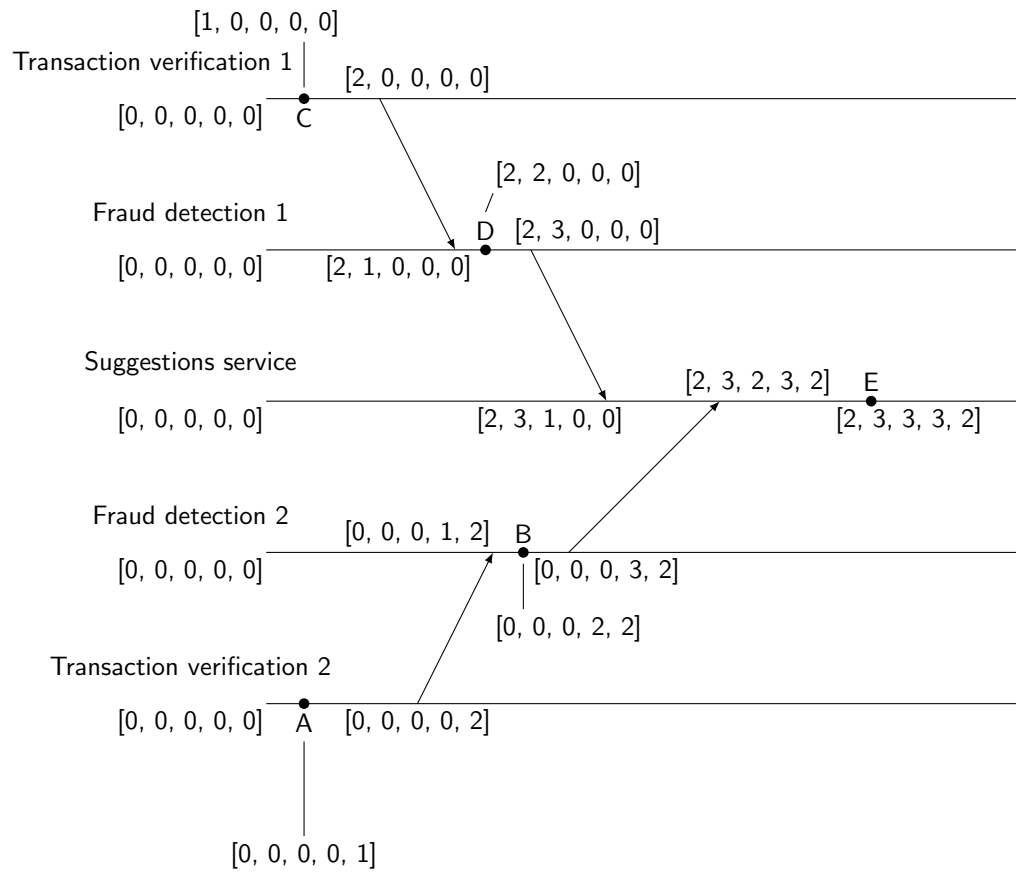 [1, 0, 0, 0, 0]
Transaction verification 1
[2, 0, 0, 0, 0]
[0, 0, 0, 0, 0]
C
[2, 2, 0, 0, 0]
Fraud detection 1
D
[2, 3, 0, 0, 0]
[0, 0, 0, 0, 0]
[2, 1, 0, 0, 0]
Suggestions service
[2, 3, 2, 3, 2]
E
[0, 0, 0, 0, 0]
[2, 3, 1, 0, 0]
[2, 3, 3, 3, 2]
Fraud detection 2
[0, 0, 0, 1, 2]
B
[0, 0, 0, 0, 0]
[0, 0, 0, 3, 2]
[0, 0, 0, 2, 2]
Transaction verification 2
[0, 0, 0, 0, 0]
A
[0, 0, 0, 0, 2]
[0, 0, 0, 0, 1]